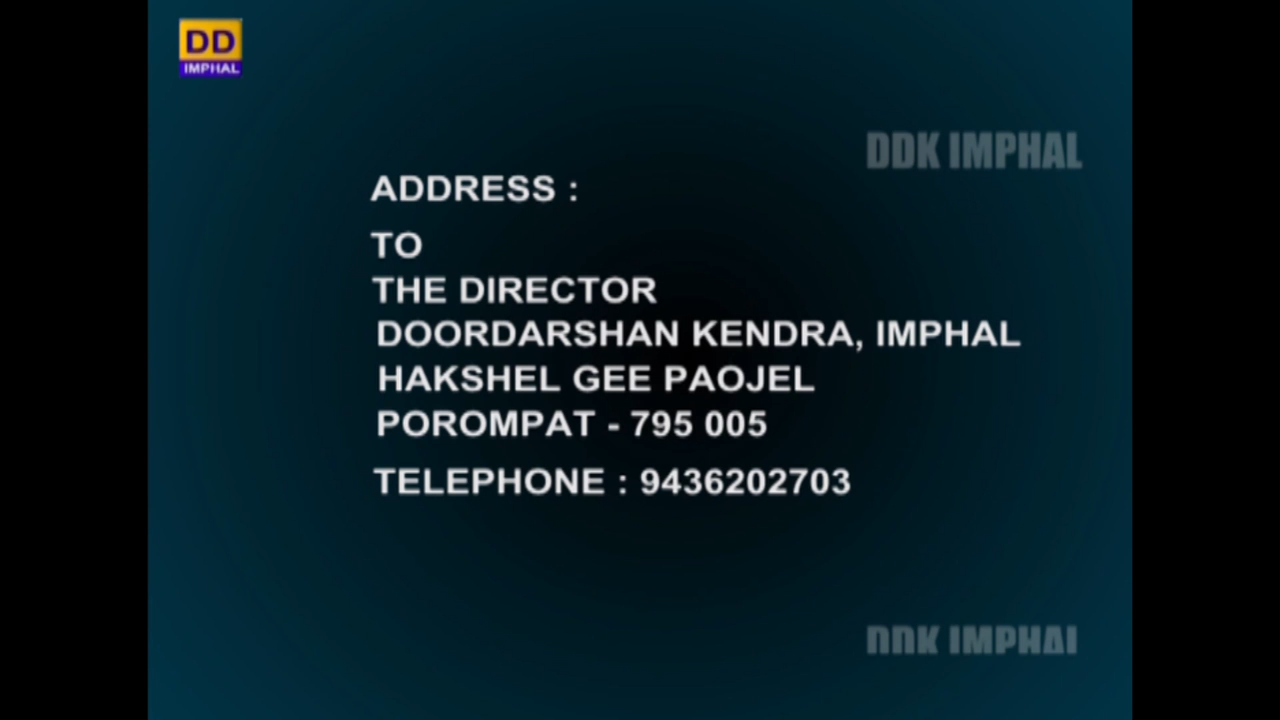 DD
IMPHAL
DDK IMPHAL
ADDRESS :
TO
THE DIRECTOR
DOORDARSHAN KENDRA, IMPHAL
HAKSHEL GEE PAOJEL
POROMPAT - 795 005
TELEPHONE : 9436202703
DDK IMPHAL